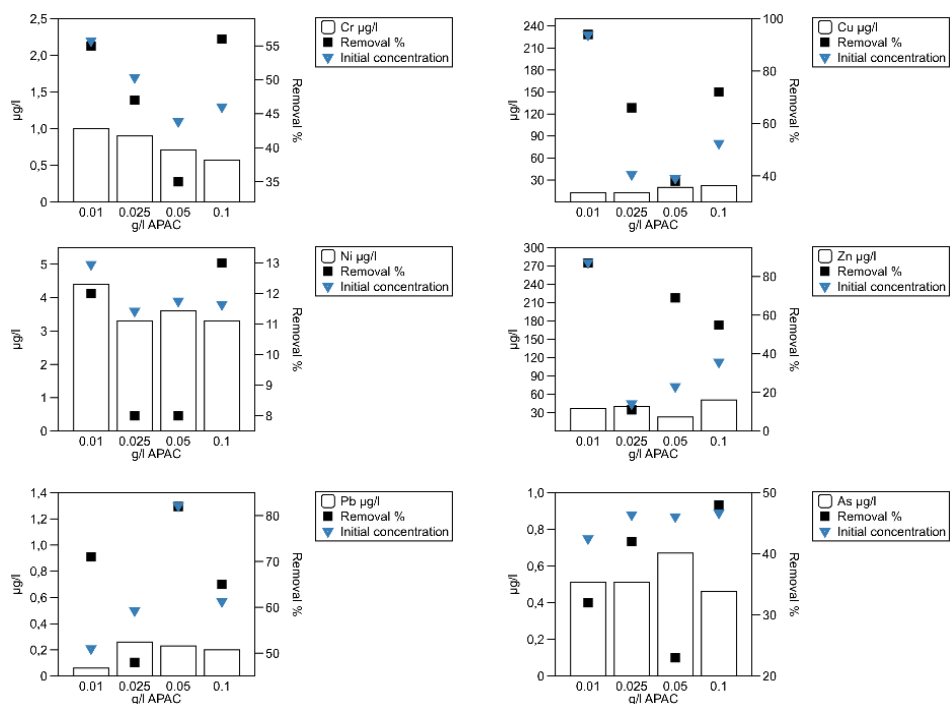 2,5
2,0
1,5
1,0
0,5
0
µg/l
55
50
45
40
35
Removal %
0.01 0.025 0.05 0.1
g/l APAC
Cr µg/l
Removal %
Initial concentration
240
210
180
150
120
90
60
30
µg/l
100
80
60
40
Removal %
0.01 0.025 0.05 0.1
g/l APAC
Cu µg/l
Removal %
Initial concentration
5
4
3
2
1
0
µg/l
13
12
11
10
9
8
Removal %
0.01 0.025 0.05 0.1
g/l APAC
Ni µg/l
Removal %
Initial concentration
300
270
210
240
180
150
120
90
60
30
µg/l
80
60
40
20
0
Removal %
0.01 0.025 0.05 0.1
g/l APAC
Zn µg/l
Removal %
Initial concentration
1,4
1,2
1,0
0,8
0,6
0,4
0,2
0
µg/l
80
70
60
50
Removal %
0.01 0.025 0.05 0.1
g/l APAC
Pb µg/l
Removal %
Initial concentration
1,0
0,8
0,6
0,4
0,2
0
µg/l
50
40
30
20
Removal %
0.01 0.025 0.05 0.1
g/l APAC
As µg/l
Removal %
Initial concentration